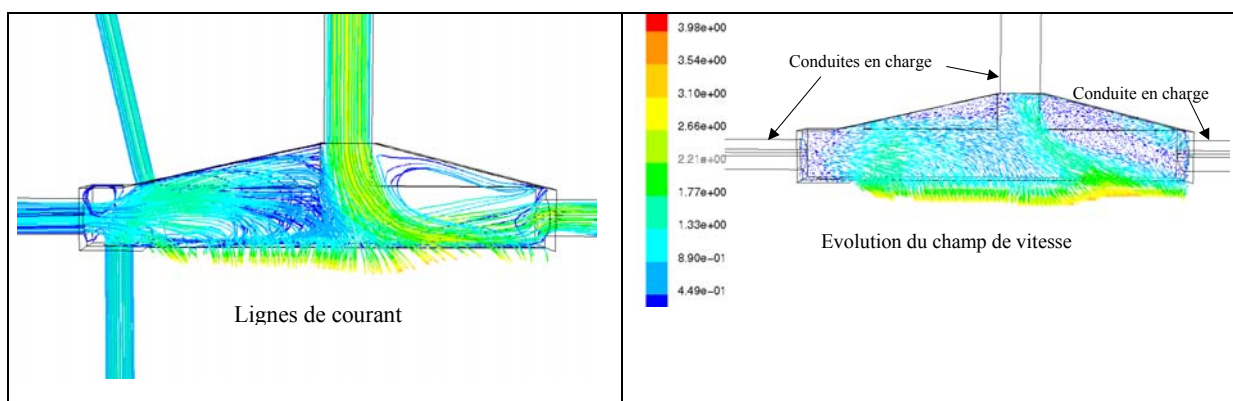 Lignes de courant
3.98e+00
3.54e+00
3.10e+00
2.66e+00
2.21e+00
1.77e+00
1.33e+00
8.90e-01
4.49e-01
Conduites en charge
Conduite en charge
Evolution du champ de vitesse